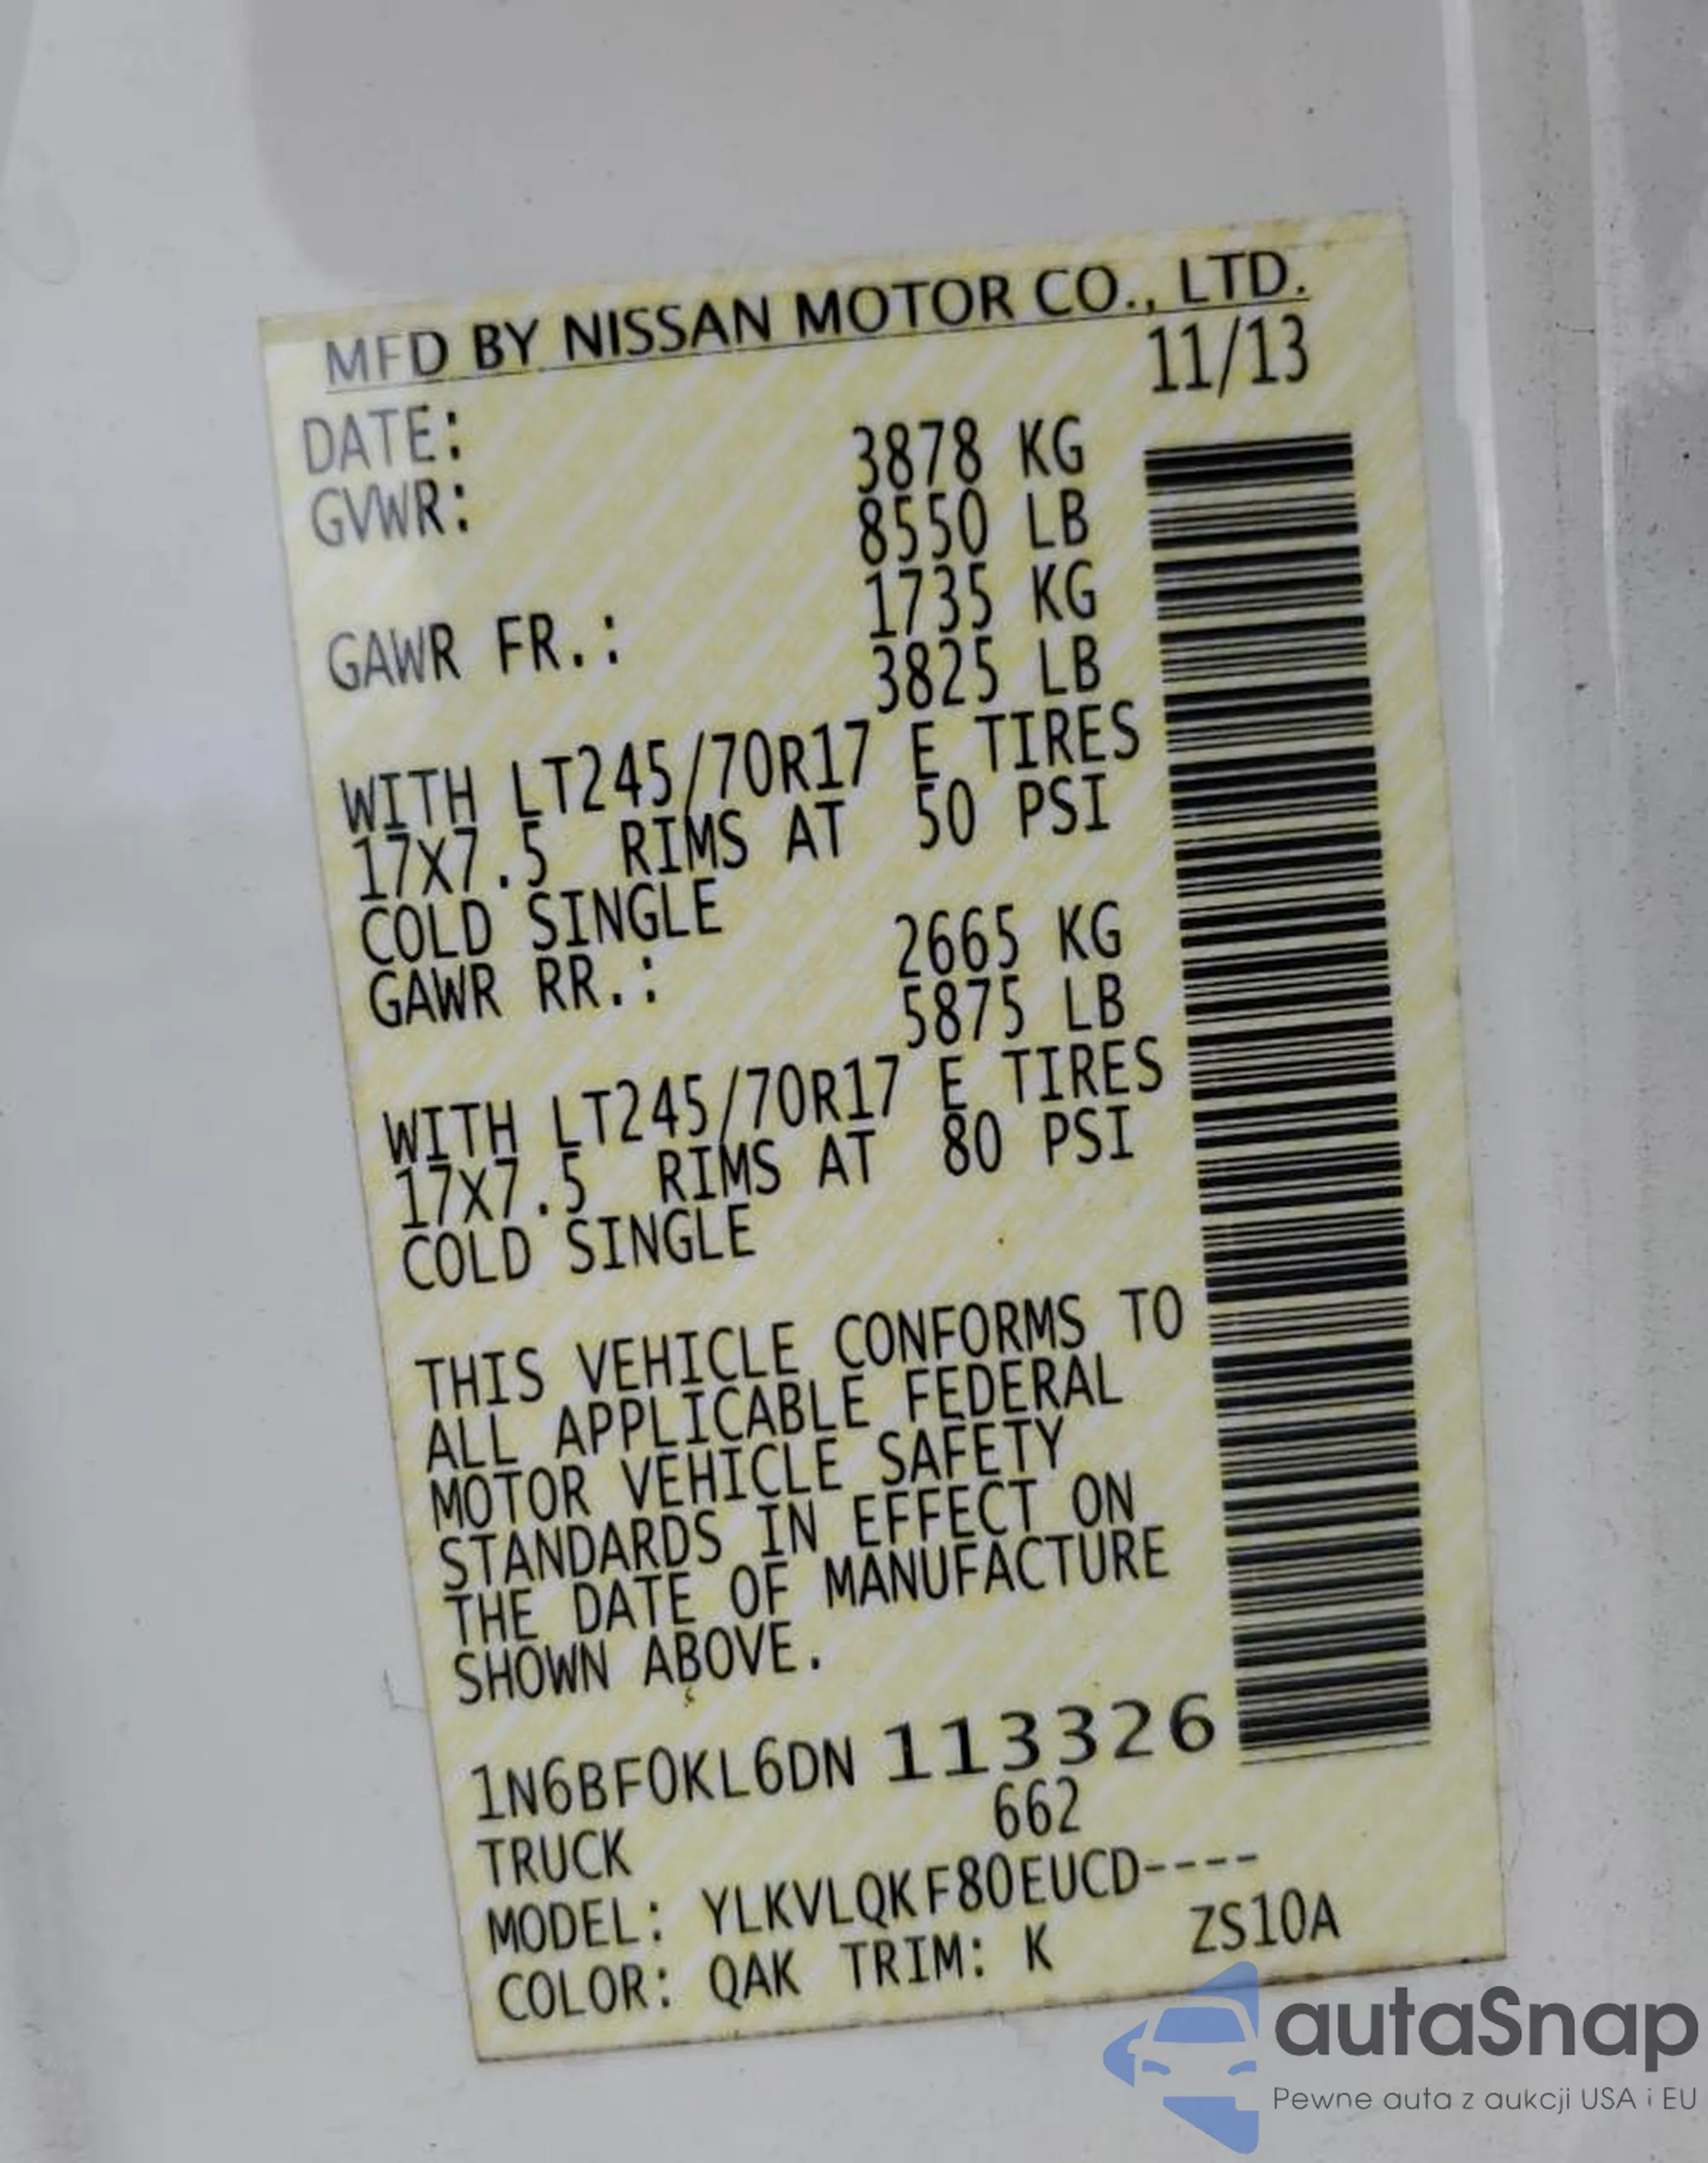 MFD BY NISSAN MOTOR CO., LTD.
DATE: 11/13
GVWR: 3878 KG
8550 LB
GAWR FR.: 1735 KG
3825 LB
WITH LT245/70R17 E TIRES
17X7.5 RIMS AT 50 PSI
COLD SINGLE
GAWR RR.: 2665 KG
5875 LB
WITH LT245/70R17 E TIRES
17X7.5 RIMS AT 80 PSI
COLD SINGLE
THIS VEHICLE CONFORMS TO
ALL APPLICABLE FEDERAL
MOTOR VEHICLE SAFETY
STANDARDS IN EFFECT ON
THE DATE OF MANUFACTURE
SHOWN ABOVE.
1N6BF0KL6DN 113326
TRUCK 662
MODEL: YLKVLQKF80EUCD----
COLOR: QAK TRIM: K ZS10A
autaSnap
Pewne auta z aukcji USA i EU